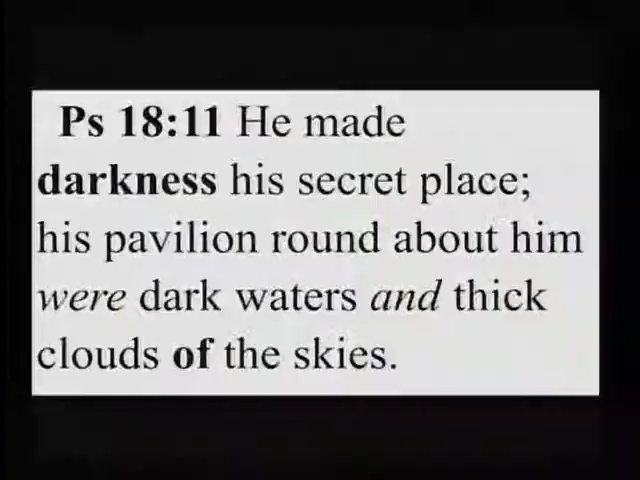 Ps 18:11 He made
darkness his secret place;
his pavilion round about him
were dark waters and thick
clouds of the skies.